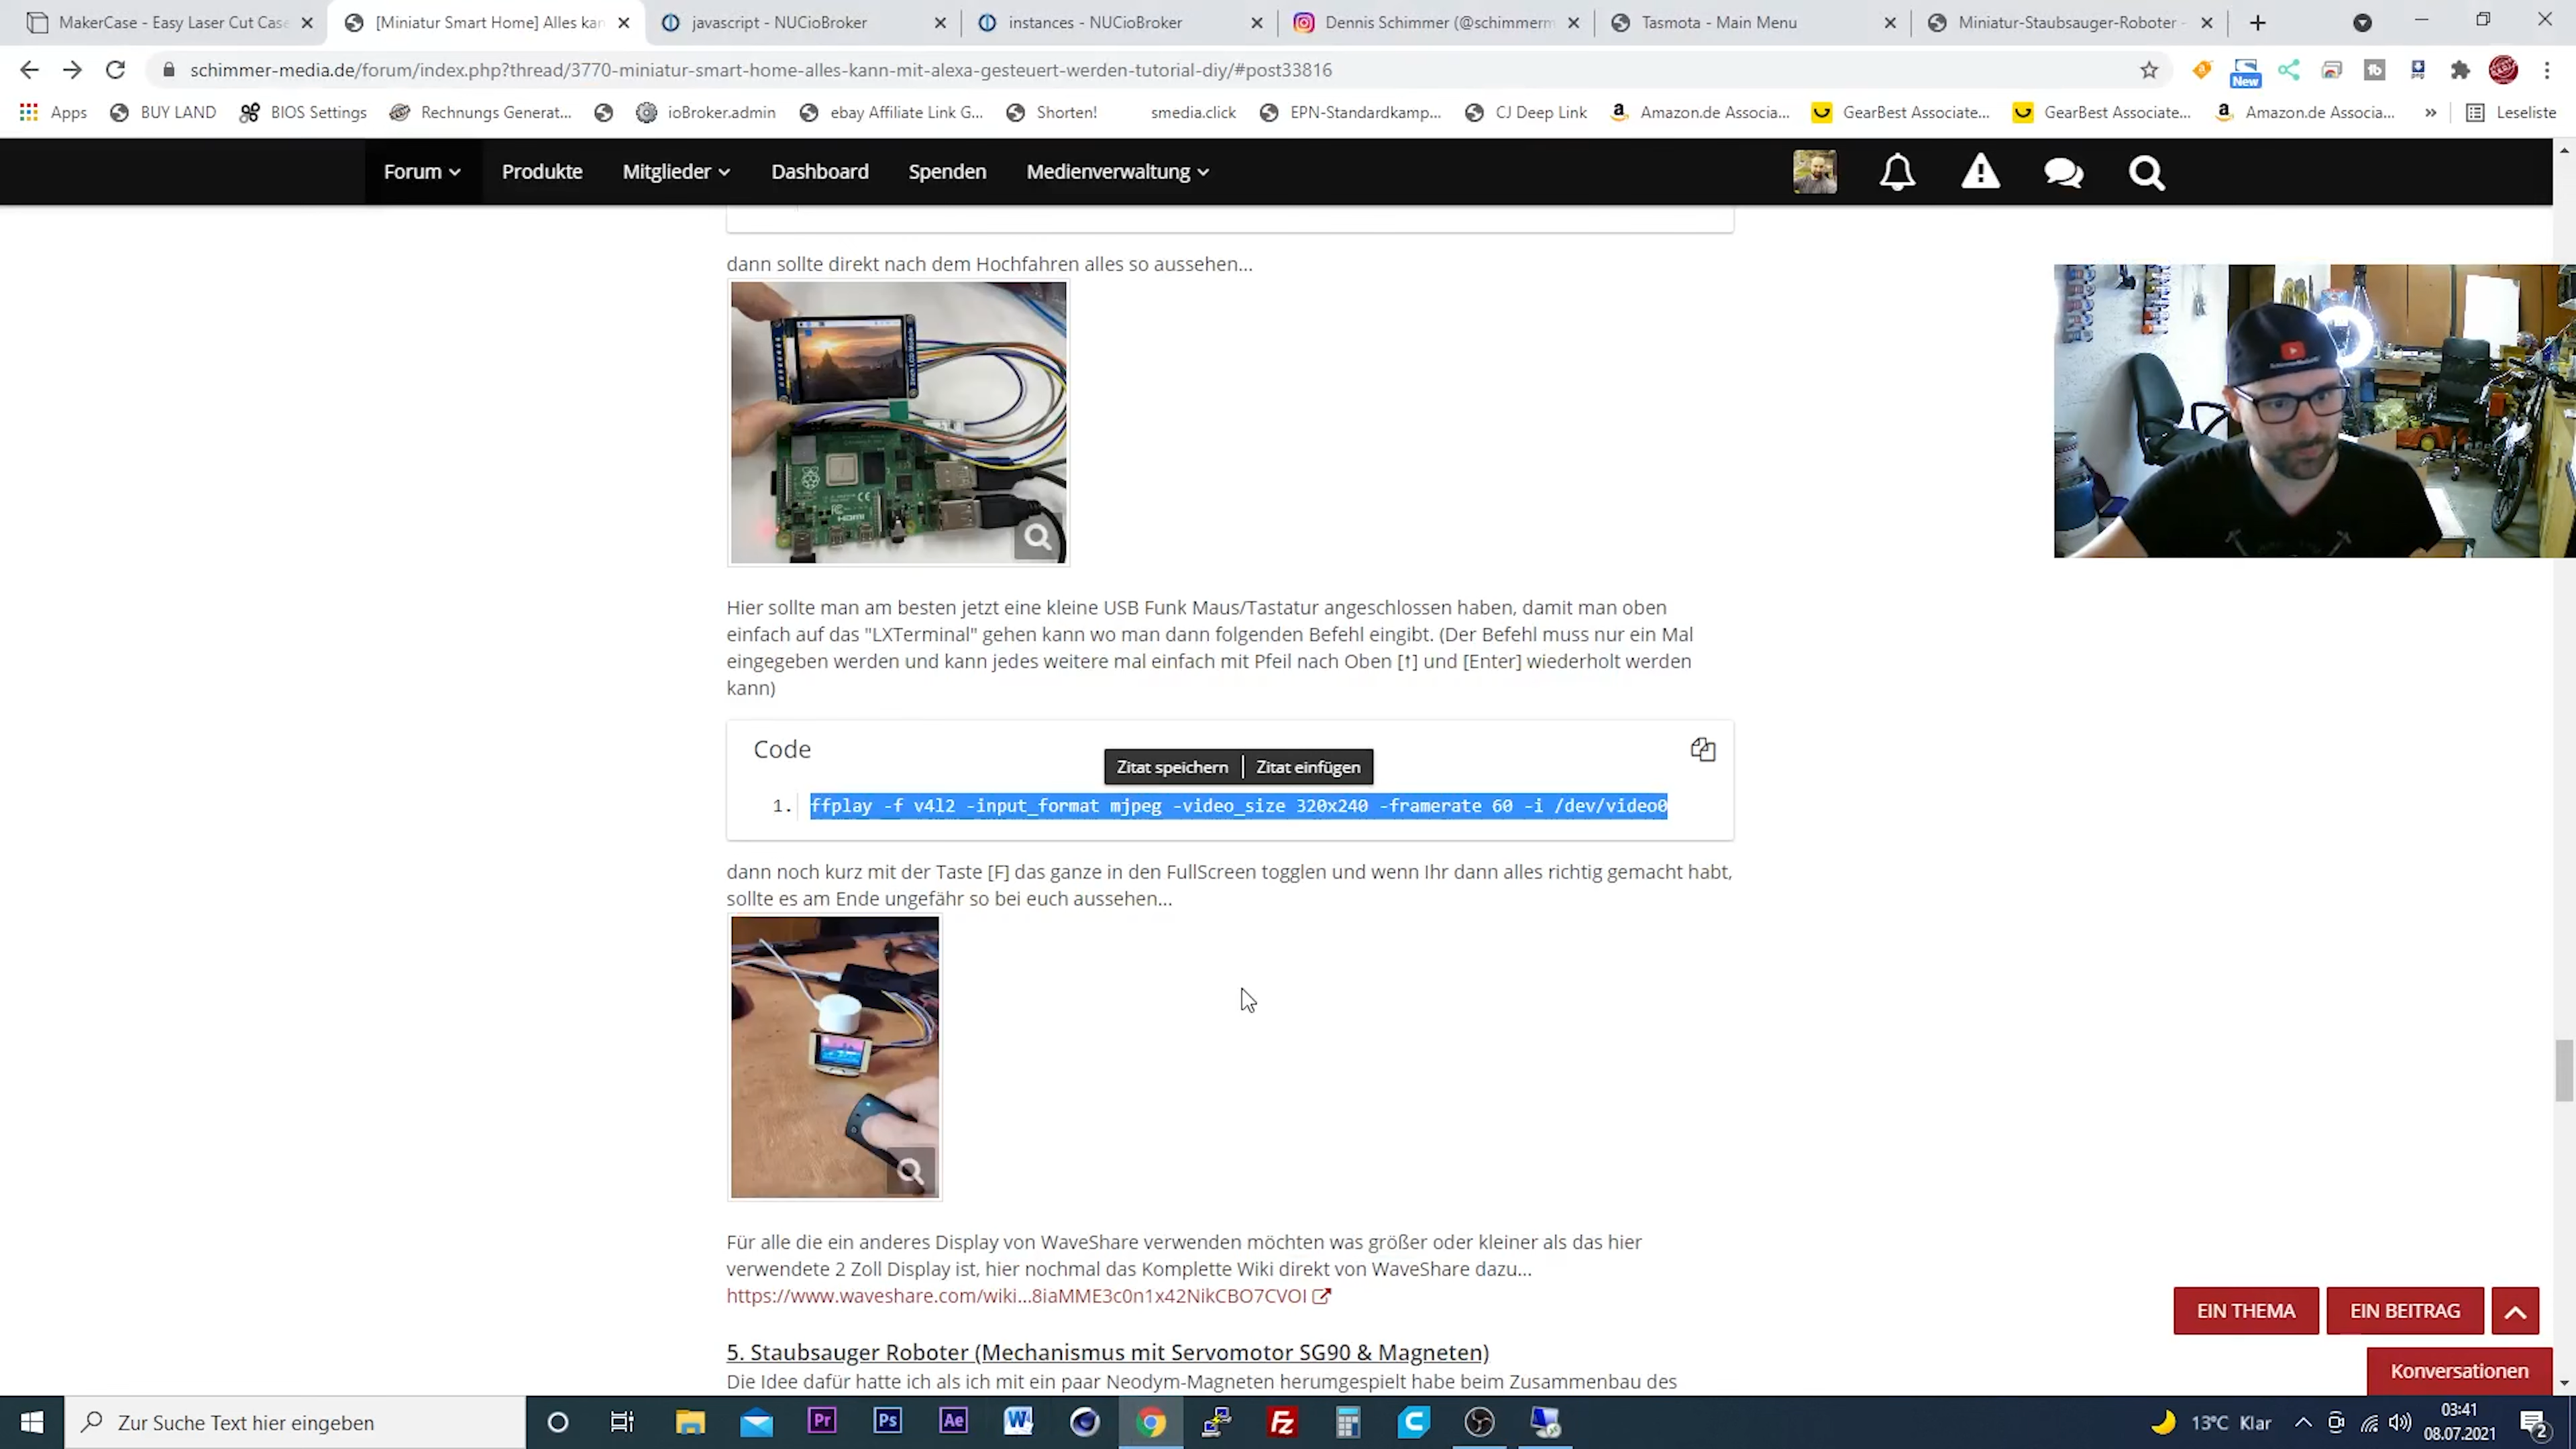 MakerCase - Easy Laser Cut Case
[Miniatur Smart Home] Alles kan
javascript - NUCioBroker
instances - NUCioBroker
Dennis Schimmer (@schimmerm
Tasmota - Main Menu
Miniatur-Staubsauger-Roboter -
schimmer-media.de/forum/index.php?thread/3770-miniatur-smart-home-alles-kann-mit-alexa-gesteuert-werden-tutorial-diy/#post33816
New
Apps
BUY LAND
BIOS Settings
Rechnungs Generat...
ioBroker.admin
ebay Affiliate Link G...
Shorten!
smedia.click
EPN-Standardkamp...
CJ Deep Link
Amazon.de Associa...
GearBest Associate...
GearBest Associate...
Amazon.de Associa...
Leseliste
Forum
Produkte
Mitglieder
Dashboard
Spenden
Medienverwaltung
dann sollte direkt nach dem Hochfahren alles so aussehen...
Hier sollte man am besten jetzt eine kleine USB Funk Maus/Tastatur angeschlossen haben, damit man oben
einfach auf das "LXTerminal" gehen kann wo man dann folgenden Befehl eingibt. (Der Befehl muss nur ein Mal
eingegeben werden und kann jedes weitere mal einfach mit Pfeil nach Oben [↑] und [Enter] wiederholt werden
kann)
Code
Zitat speichern
Zitat einfügen
1. ffplay -f v4l2 -input_format mjpeg -video_size 320x240 -framerate 60 -i /dev/video0
dann noch kurz mit der Taste [F] das ganze in den FullScreen togglen und wenn Ihr dann alles richtig gemacht habt,
sollte es am Ende ungefähr so bei euch aussehen...
Für alle die ein anderes Display von WaveShare verwenden möchten was größer oder kleiner als das hier
verwendete 2 Zoll Display ist, hier nochmal das Komplette Wiki direkt von WaveShare dazu...
https://www.waveshare.com/wiki...8iaMME3c0n1x42NikCBO7CVOI
5. Staubsauger Roboter (Mechanismus mit Servomotor SG90 & Magneten)
Die Idee dafür hatte ich als ich mit ein paar Neodym-Magneten herumgespielt habe beim Zusammenbau des
EIN THEMA
EIN BEITRAG
Konversationen
Zur Suche Text hier eingeben
Pr
Ps
Ae
W
Fz
C
13°C Klar
03:41
08.07.2021
2